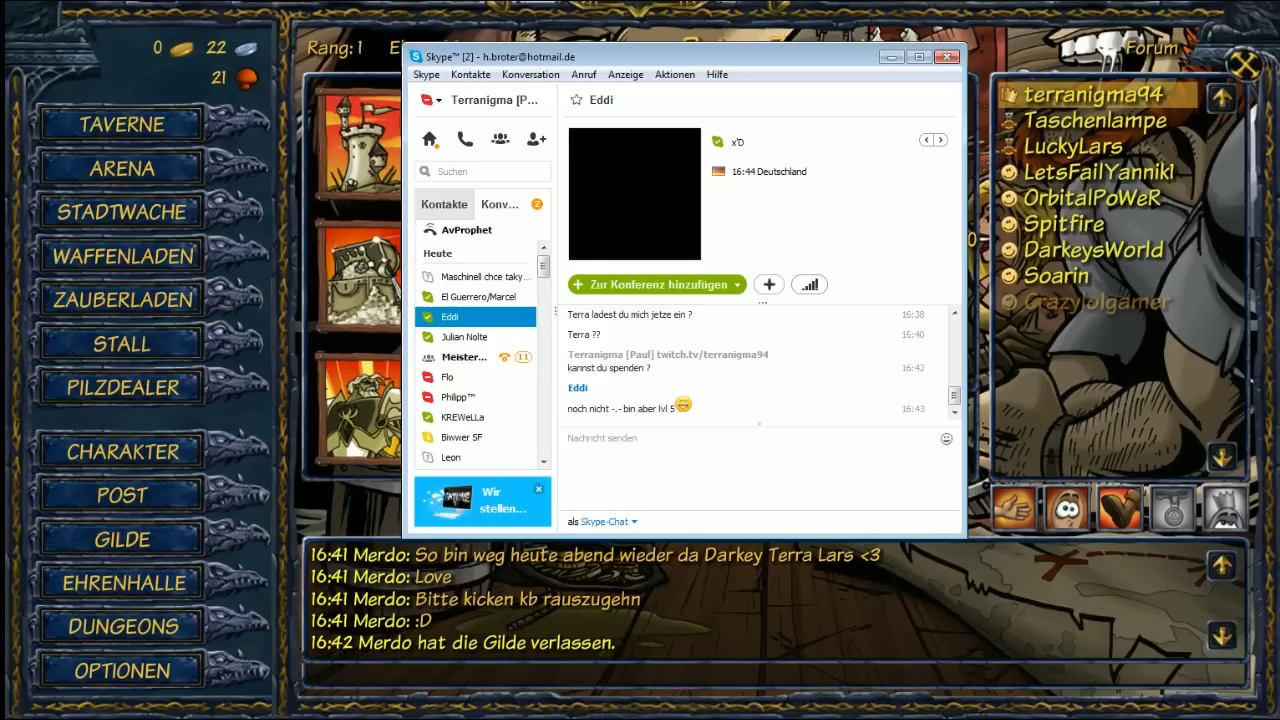 0 22
21
TAVERNE
ARENA
STADTWACHE
WAFFENLADEN
ZAUBERLADEN
STALL
PILZDEALER
CHARAKTER
POST
GILDE
EHRENHALLE
DUNGEONS
OPTIONEN
Rang:1
Skype™ [2] - h.broter@hotmail.de
Skype Kontakte Konversation Anruf Anzeige Aktionen Hilfe
Terranigma [P...
Suchen
Kontakte Konv... 2
AvProphet
Heute
Maschinell chce taky...
El Guerrero/Marcel
Eddi
Julian Nolte
Meister... 11
Flo
Philipp™
KREWeLLa
Biwwer SF
Leon
Wir
stellen...
Eddi
x'D
16:44 Deutschland
Zur Konferenz hinzufügen
Terra ladest du mich jetze ein ? 16:38
Terra ?? 16:40
Terranigma [Paul] twitch.tv/terranigma94
kannst du spenden ? 16:42
Eddi
noch nicht -.- bin aber lvl 5 16:43
Nachricht senden
als Skype-Chat
Forum
terranigma94
Taschenlampe
LuckyLars
LetsFailYannikl
OrbitalPoWeR
Spitfire
DarkeysWorld
Soarin
Crazylolgamer
16:41 Merdo: So bin weg heute abend wieder da Darkey Terra Lars <3
16:41 Merdo: Love
16:41 Merdo: Bitte kicken kb rauszugehn
16:41 Merdo: :D
16:42 Merdo hat die Gilde verlassen.